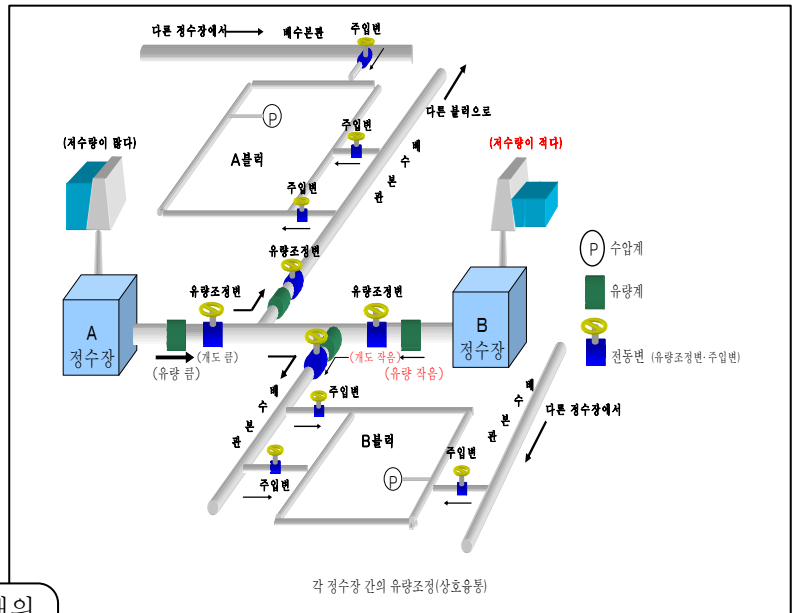 다른 정수장에서
배수본관
주입변
다른 블럭으로
(저수량이 많다)
P
주입변
A블럭
배수본관
(저수량이 적다)
주입변
P 수압계
유량조정변
유량계
유량조정변
유량조정변
A
정수장
B
정수장
전동변 (유량조정변·주입변)
(개도 큼)
(유량 큼)
(개도 작음)
(유량 작음)
배수본관
주입변
배수본관
다른 정수장에서
B블럭
주입변
P
주입변
각 정수장 간의 유량조정(상호융통)